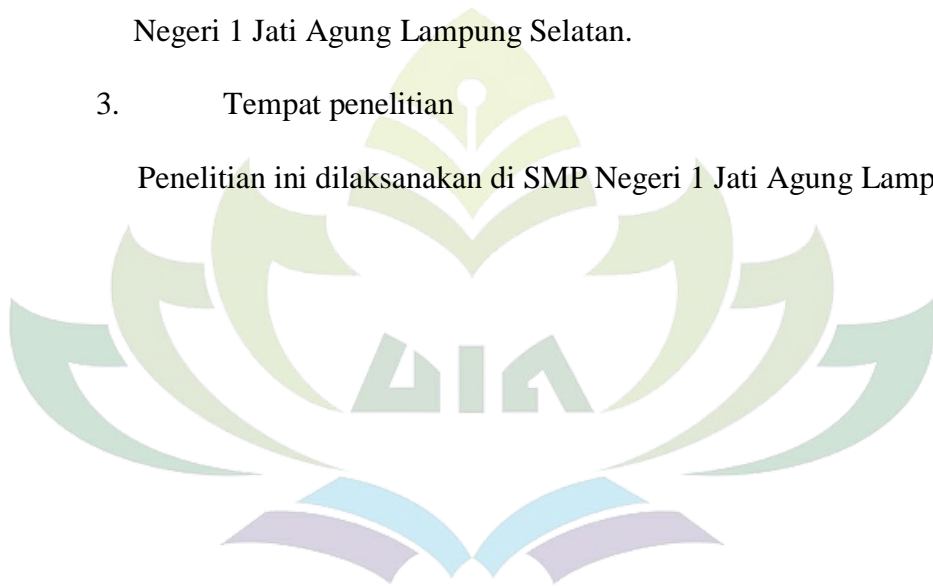 Negeri 1 Jati Agung Lampung Selatan.
3. Tempat penelitian
Penelitian ini dilaksanakan di SMP Negeri 1 Jati Agung Lamp
UIN